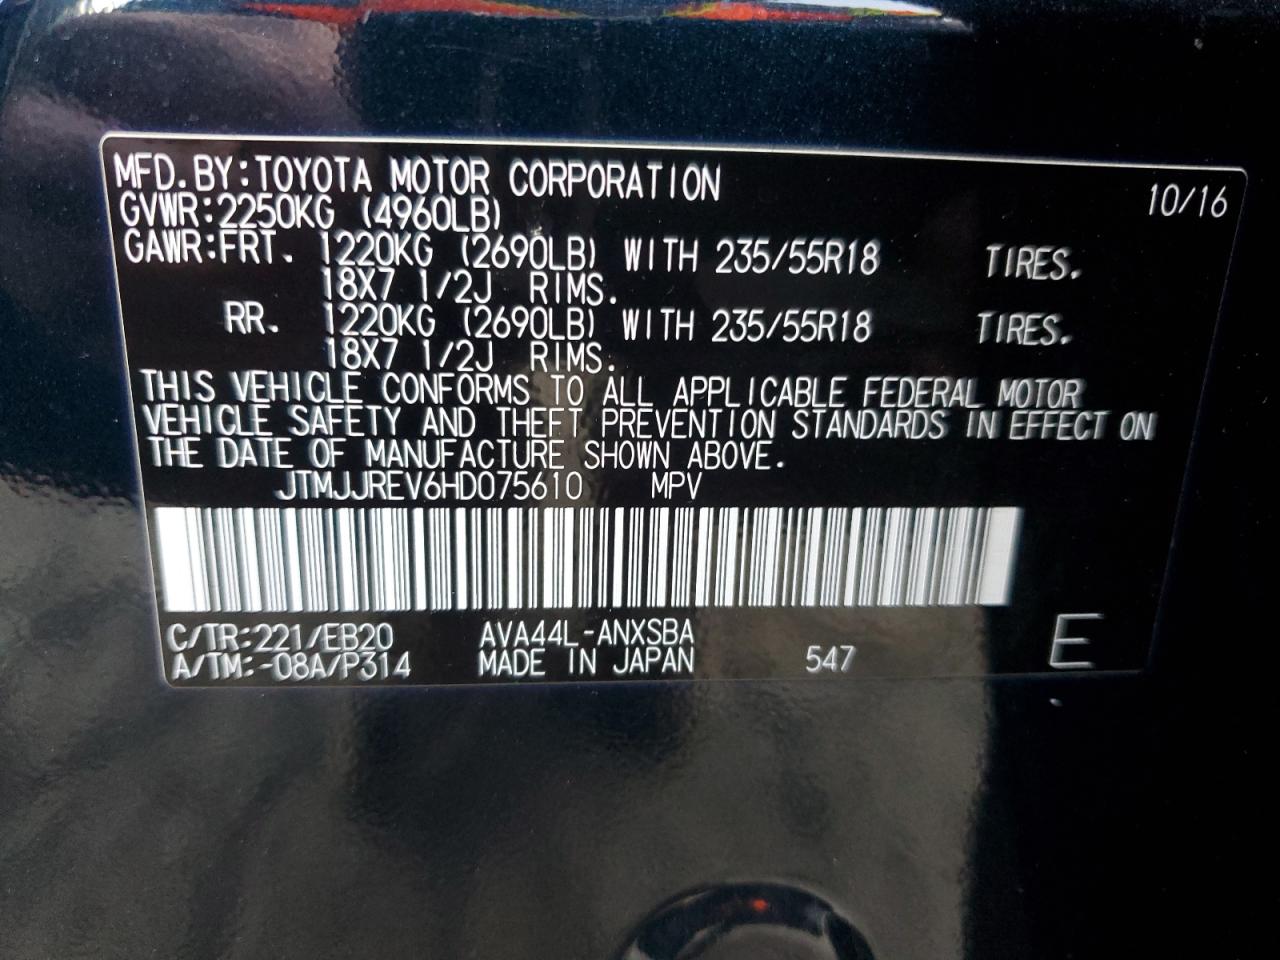 MFD.BY:TOYOTA MOTOR CORPORATION 10/16
GVWR:2250KG (4960LB)
GAWR:FRT. 1220KG (2690LB) WITH 235/55R18 TIRES.
18X7 1/2J RIMS.
RR. 1220KG (2690LB) WITH 235/55R18 TIRES.
18X7 1/2J RIMS.
THIS VEHICLE CONFORMS TO ALL APPLICABLE FEDERAL MOTOR
VEHICLE SAFETY AND THEFT PREVENTION STANDARDS IN EFFECT ON
THE DATE OF MANUFACTURE SHOWN ABOVE.
JTMJJREV6HD075610 MPV
C/TR:221/EB20 AVA44L-ANXSBA
A/TM:-08A/P314 MADE IN JAPAN 547 E